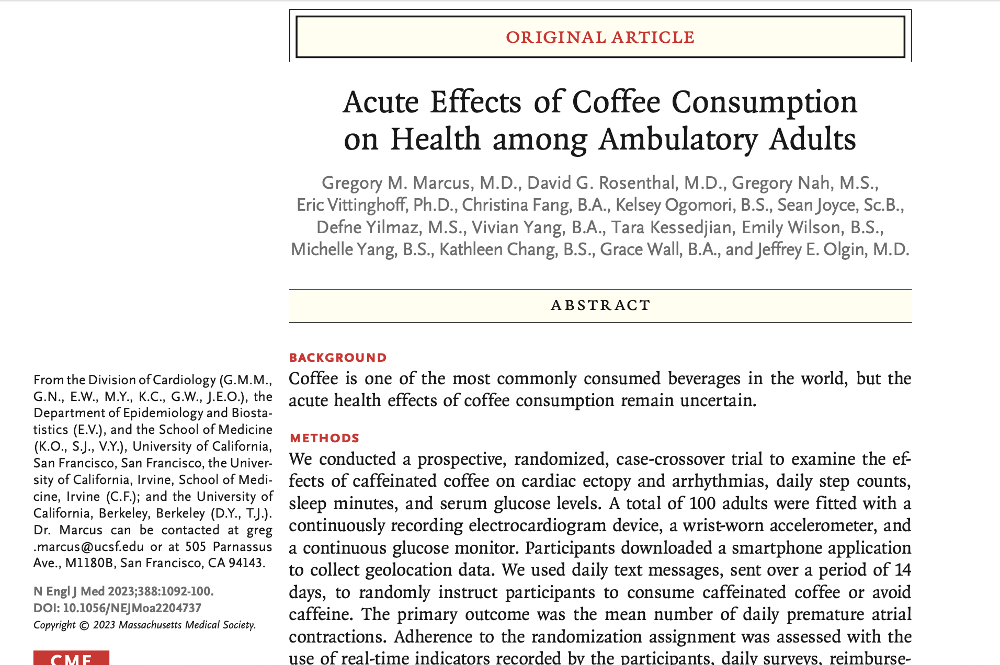 ORIGINAL ARTICLE
Acute Effects of Coffee Consumption
on Health among Ambulatory Adults
Gregory M. Marcus, M.D., David G. Rosenthal, M.D., Gregory Nah, M.S.,
Eric Vittinghoff, Ph.D., Christina Fang, B.A., Kelsey Ogomori, B.S., Sean Joyce, Sc.B.,
Defne Yilmaz, M.S., Vivian Yang, B.A., Tara Kessedjian, Emily Wilson, B.S.,
Michelle Yang, B.S., Kathleen Chang, B.S., Grace Wall, B.A., and Jeffrey E. Olgin, M.D.
ABSTRACT
From the Division of Cardiology (G.M.M.,
G.N., E.W., M.Y., K.C., G.W., J.E.O.), the
Department of Epidemiology and Biosta-
tistics (E.V.), and the School of Medicine
(K.O., S.J., V.Y.), University of California,
San Francisco, San Francisco, the Univer-
sity of California, Irvine, School of Medi-
cine, Irvine (C.F.); and the University of
California, Berkeley, Berkeley (D.Y., T.J.).
Dr. Marcus can be contacted at greg
.marcus@ucsf.edu or at 505 Parnassus
Ave., M1180B, San Francisco, CA 94143.
N Engl J Med 2023;388:1092-100.
DOI: 10.1056/NEJMoa2204737
Copyright © 2023 Massachusetts Medical Society.
CME
BACKGROUND
Coffee is one of the most commonly consumed beverages in the world, but the
acute health effects of coffee consumption remain uncertain.
METHODS
We conducted a prospective, randomized, case-crossover trial to examine the ef-
fects of caffeinated coffee on cardiac ectopy and arrhythmias, daily step counts,
sleep minutes, and serum glucose levels. A total of 100 adults were fitted with a
continuously recording electrocardiogram device, a wrist-worn accelerometer, and
a continuous glucose monitor. Participants downloaded a smartphone application
to collect geolocation data. We used daily text messages, sent over a period of 14
days, to randomly instruct participants to consume caffeinated coffee or avoid
caffeine. The primary outcome was the mean number of daily premature atrial
contractions. Adherence to the randomization assignment was assessed with the
use of real-time indicators recorded by the participants, daily surveys, reimburse-